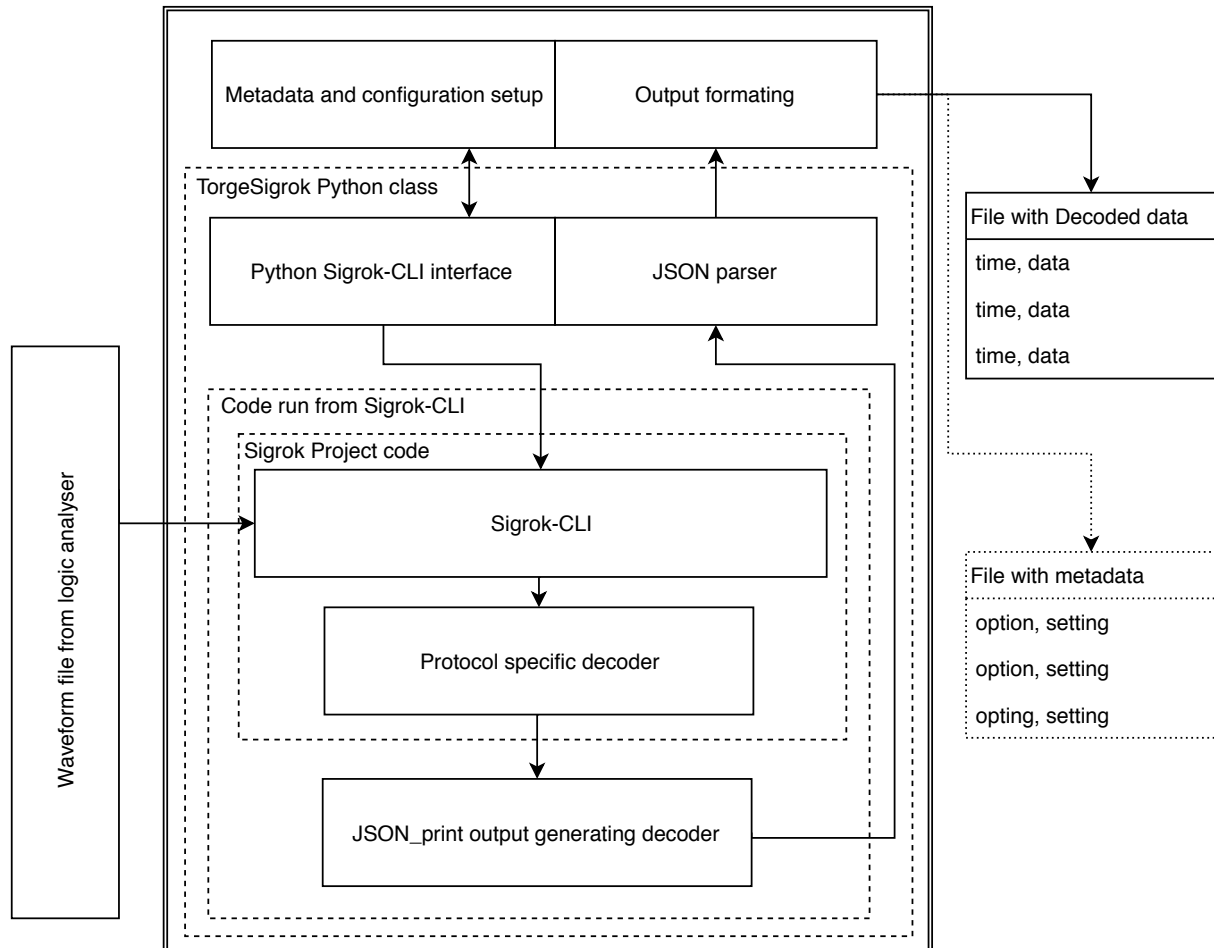 Metadata and configuration setup
Output formating
TorgeSigrok Python class
Python Sigrok-CLI interface
JSON parser
File with Decoded data
time, data
time, data
time, data
Waveform file from logic analyser
Code run from Sigrok-CLI
Sigrok Project code
Sigrok-CLI
Protocol specific decoder
JSON_print output generating decoder
File with metadata
option, setting
option, setting
opting, setting